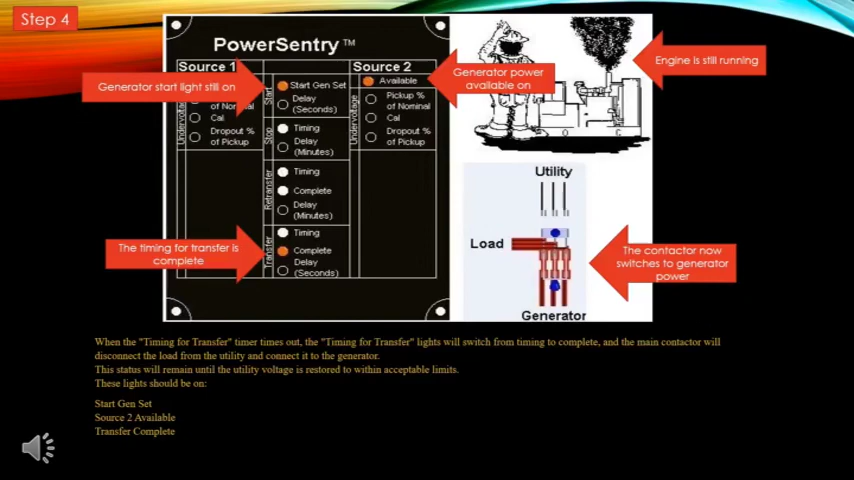 Step 4
PowerSentry ™
Source 1
Source 2
Generator start light still on
Start Gen Set
Delay
(Seconds)
Start
Available
Generator power
available on
Engine is still running
of Nominal
Cal
Dropout %
of Pickup
Undervoltage
Timing
Delay
(Minutes)
Stop
Pickup %
of Nominal
Cal
Dropout %
of Pickup
Undervoltage
Timing
Complete
Delay
(Minutes)
Retransfer
Timing
Complete
Delay
(Seconds)
Transfer
The timing for transfer is
complete
Utility
Load
Generator
The contactor now
switches to generator
power
When the "Timing for Transfer" timer times out, the "Timing for Transfer" lights will switch from timing to complete, and the main contactor will
disconnect the load from the utility and connect it to the generator.
This status will remain until the utility voltage is restored to within acceptable limits.
These lights should be on:
Start Gen Set
Source 2 Available
Transfer Complete